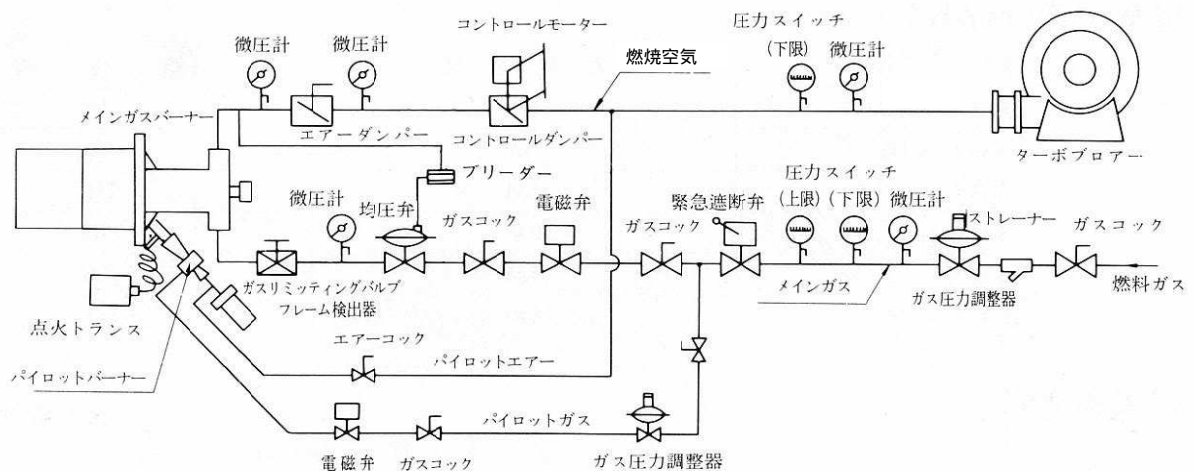 コントロールモーター
圧力スイッチ
微圧計
微圧計
(下限)
微圧計
燃焼空気
メインガスバーナー
エアーダンパー
コントロールダンパー
ターボブロアー
ブリーダー
圧力スイッチ
微圧計
均圧弁
ガスコック
電磁弁
ガスコック
緊急遮断弁
(上限)
(下限)
微圧計
ストレーナー
ガスコック
ガスリミッティングバルブ
メインガス
ガス圧力調整器
燃料ガス
フレーム検出器
点火トランス
エアーコック
パイロットエアー
パイロットバーナー
パイロットガス
電磁弁
ガスコック
ガス圧力調整器